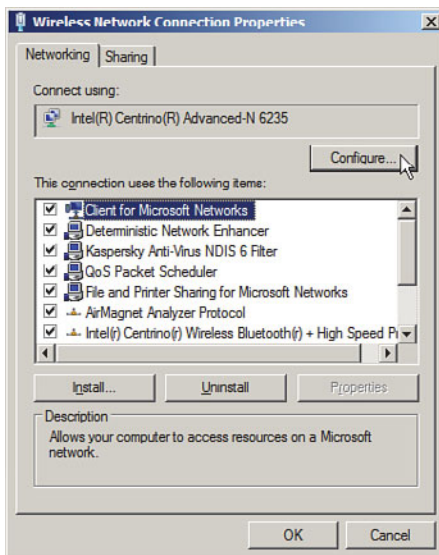 Wireless Network Connection Properties
Networking Sharing
Connect using:
Intel(R) Centrino(R) Advanced-N 6235
Configure...
This connection uses the following items:
Client for Microsoft Networks
Deterministic Network Enhancer
Kaspersky Anti-Virus NDIS 6 Filter
QoS Packet Scheduler
File and Printer Sharing for Microsoft Networks
AirMagnet Analyzer Protocol
Intel(r) Centrino(r) Wireless Bluetooth(r) + High Speed
Install... Uninstall Properties
Description
Allows your computer to access resources on a Microsoft
network.
OK Cancel